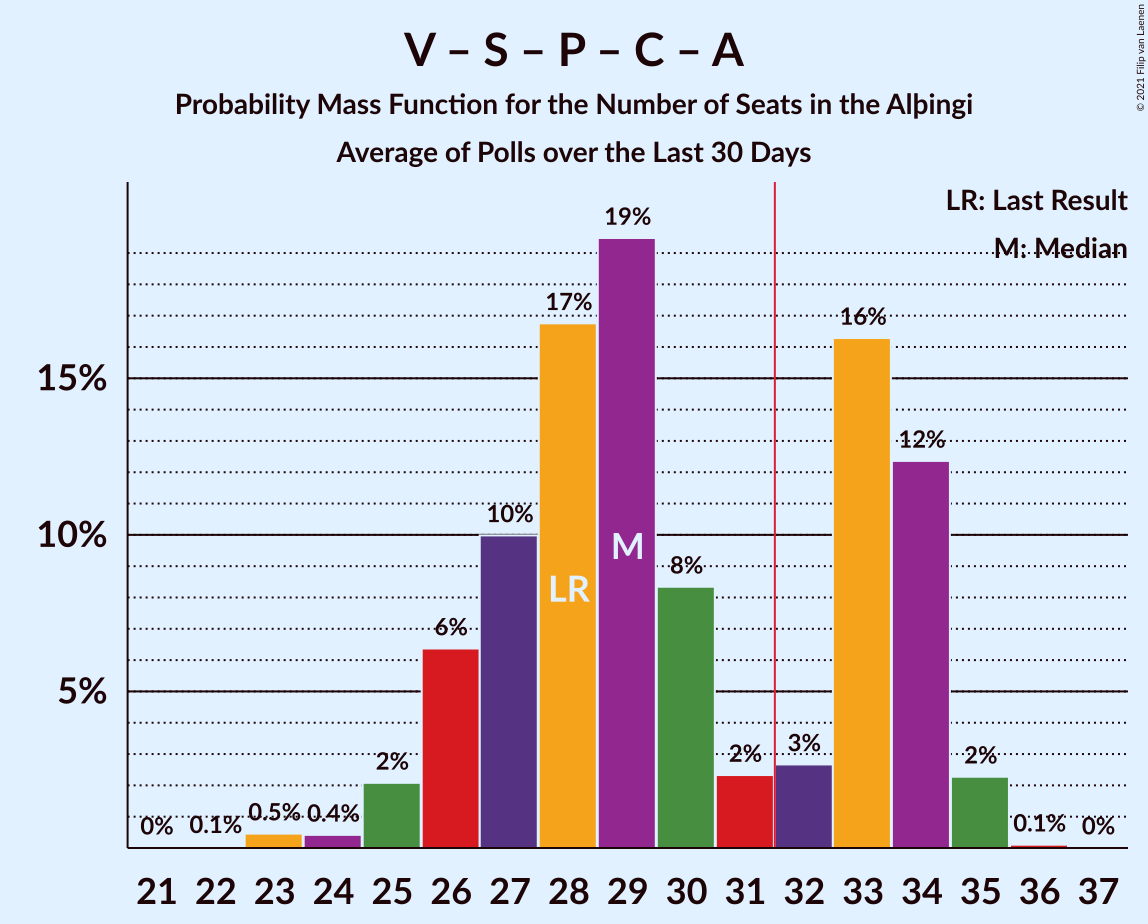 V – S – P – C – A
Probability Mass Function for the Number of Seats in the Alþingi
Average of Polls over the Last 30 Days
© 2021 Filip van Laenen
LR: Last Result
M: Median
15%
10%
5%
0%
0.1%
0.5%
0.4%
2%
6%
10%
17%
19%
8%
2%
3%
16%
12%
2%
0.1%
0%
LR
M
21 22 23 24 25 26 27 28 29 30 31 32 33 34 35 36 37